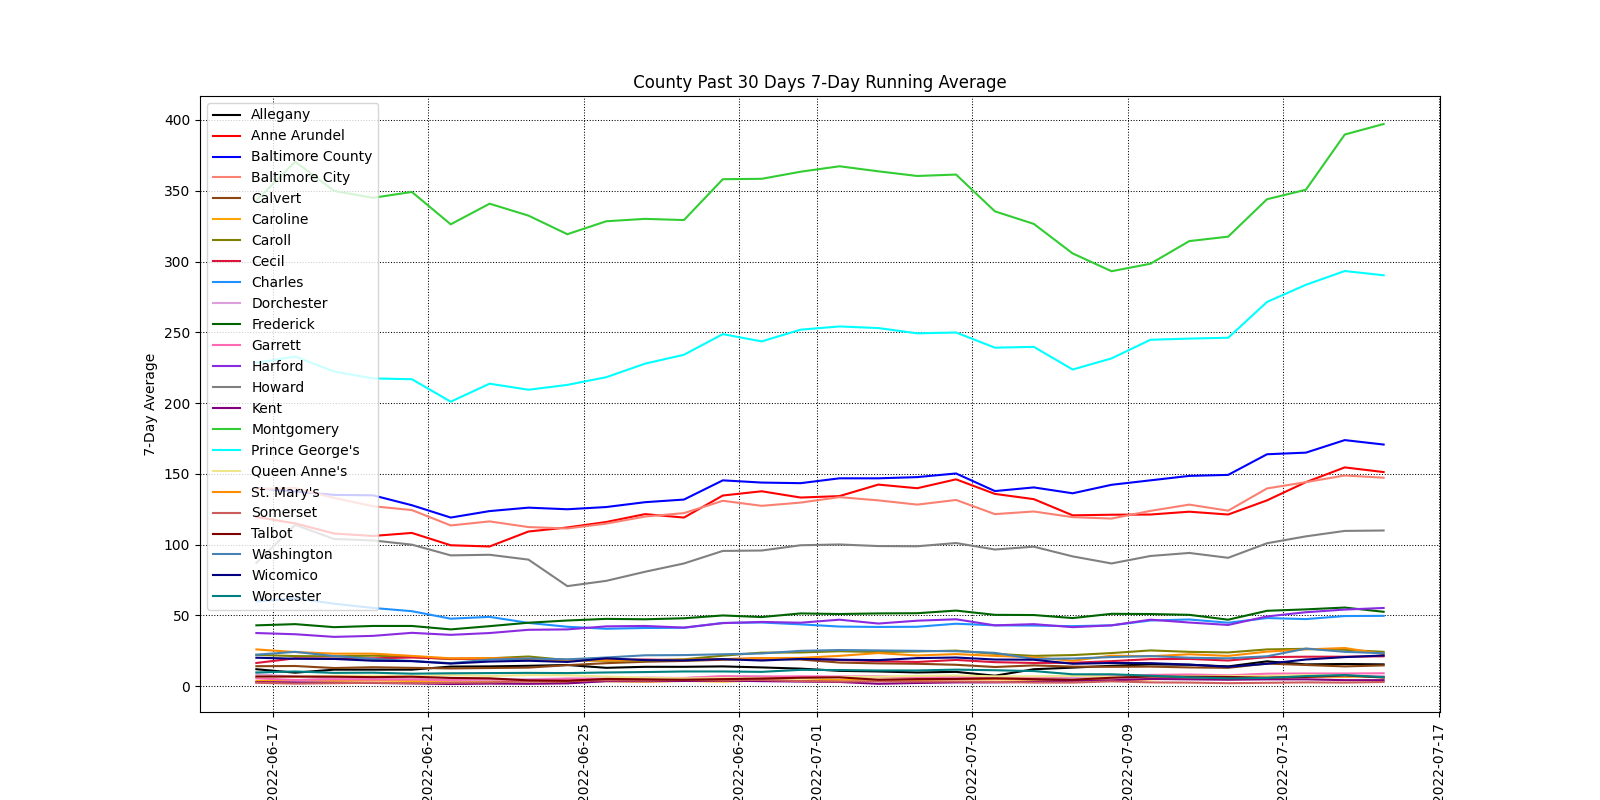 County Past 30 Days 7-Day Running Average
7-Day Average
400
350
300
250
200
150
100
50
0
Allegany
Anne Arundel
Baltimore County
Baltimore City
Calvert
Caroline
Caroll
Cecil
Charles
Dorchester
Frederick
Garrett
Harford
Howard
Kent
Montgomery
Prince George's
Queen Anne's
St. Mary's
Somerset
Talbot
Washington
Wicomico
Worcester
2022-06-17
2022-06-21
2022-06-25
2022-06-29
2022-07-01
2022-07-05
2022-07-09
2022-07-13
2022-07-17